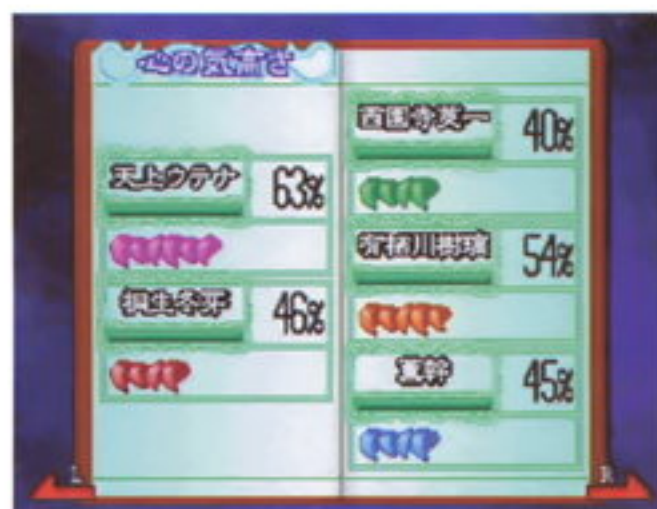 心の気高さ
天上ウテナ
63%
桐生冬芽
46%
西園寺莢一
40%
有栖川樹璃
54%
薫幹
45%
L
R